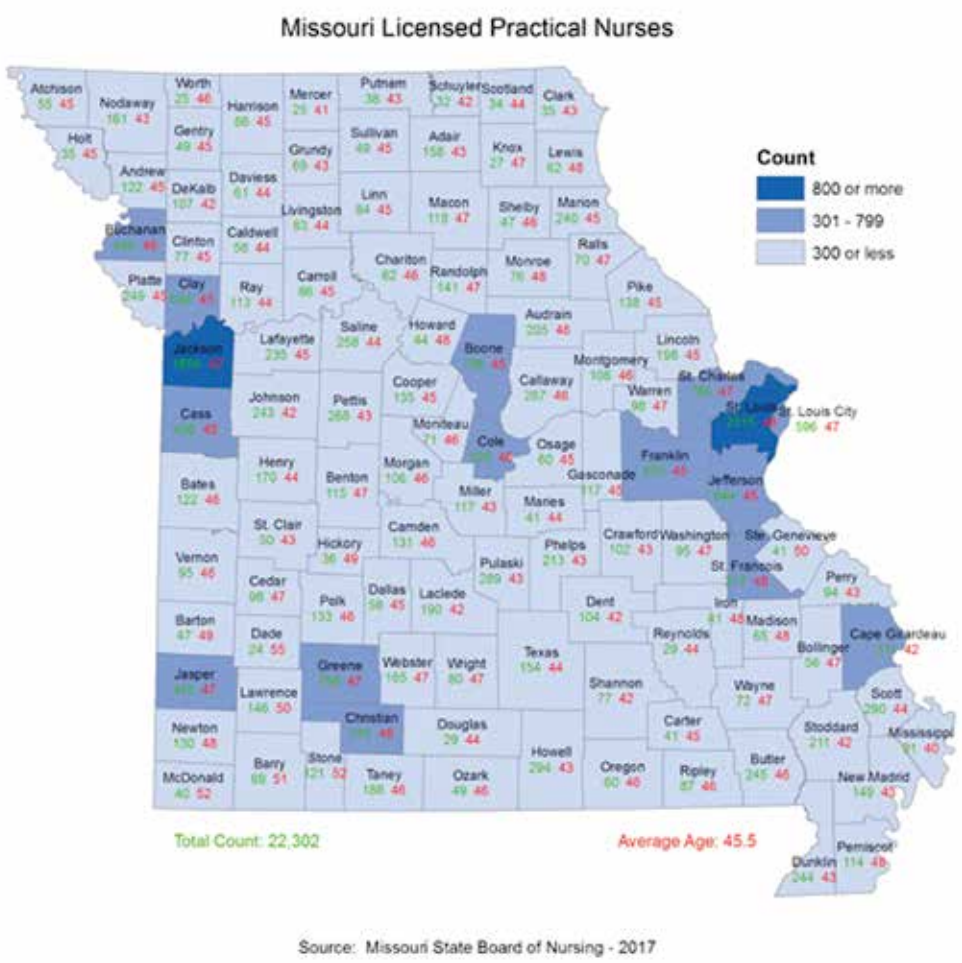 Missouri Licensed Practical Nurses
Atchison
55 45
Nodaway
161 43
Worth
25 46
Harrison
66 45
Mercer
25 41
Putnam
36 43
Schuyler
32 42
Scotland
34 44
Clark
35 43
Holt
35 45
Gentry
49 45
Grundy
69 43
Sullivan
49 45
Adair
158 43
Knox
27 47
Lewis
62 48
Andrew
122 45
DeKalb
107 42
Daviess
61 44
Livingston
63 44
Linn
84 45
Macon
118 47
Shelby
47 46
Marion
246 45
Buchanan
Clinton
77 45
Caldwell
56 44
Chariton
62 46
Randolph
141 47
Monroe
76 48
Ralls
70 47
Platte
249 45
Clay
Ray
113 44
Carroll
66 45
Pike
138 45
Jackson
Lafayette
235 45
Saline
258 44
Howard
44 48
Boone
Audrain
205 48
Montgomery
106 46
Lincoln
198 45
Cass
Johnson
243 42
Pettis
268 43
Cooper
135 45
Moniteau
71 46
Cole
Callaway
287 46
Warren
98 47
St. Charles
St. Louis
St. Louis City
596 47
Osage
60 45
Gasconade
117 45
Franklin
Jefferson
Bates
122 46
Henry
170 44
Benton
115 47
Morgan
106 46
Miller
117 43
Maries
41 44
St. Clair
50 43
Hickory
36 49
Camden
131 46
Pulaski
289 43
Phelps
213 43
Crawford
102 43
Washington
95 47
Ste. Genevieve
41 50
St. Francois
Perry
94 43
Vernon
95 46
Cedar
98 47
Polk
133 46
Dallas
58 45
Laclede
190 42
Dent
104 42
Iron
41 48
Madison
65 48
Bollinger
56 47
Cape Girardeau
42
Barton
47 49
Dade
24 55
Greene
Webster
165 47
Wright
80 47
Texas
154 44
Reynolds
29 44
Shannon
77 42
Wayne
72 47
Scott
290 44
Mississippi
91 40
Jasper
Lawrence
146 50
Christian
Douglas
29 44
Howell
294 43
Carter
41 45
Stoddard
211 42
Newton
130 48
Barry
69 51
Stone
121 52
Taney
188 46
Ozark
49 46
Oregon
60 46
Ripley
87 46
Butler
245 46
New Madrid
149 43
McDonald
40 52
Dunklin
244 43
Pemiscot
114 48
Count
800 or more
301 - 799
300 or less
Total Count: 22,302
Average Age: 45.5
Source: Missouri State Board of Nursing - 2017